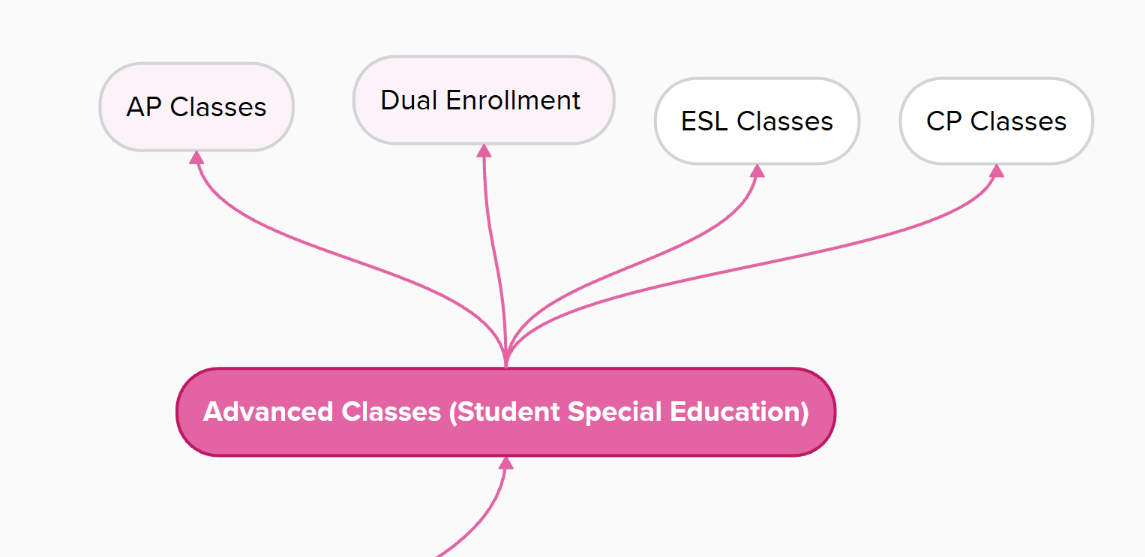 AP Classes
Dual Enrollment
ESL Classes
CP Classes
Advanced Classes (Student Special Education)